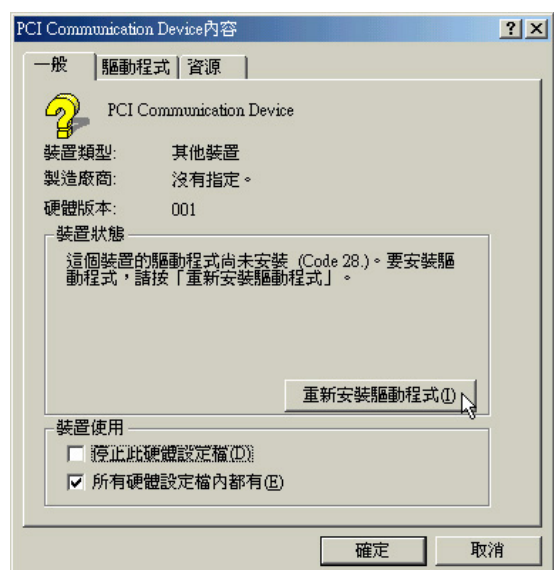 PCI Communication Device內容
? ×
一般 驅動程式 資源
PCI Communication Device
裝置類型: 其他裝置
製造廠商: 沒有指定。
硬體版本: 001
裝置狀態
這個裝置的驅動程式尚未安裝 (Code 28.)。要安裝驅
動程式，請按「重新安裝驅動程式」。
重新安裝驅動程式(I)
裝置使用
停止此硬體設定檔(D)
所有硬體設定檔內都有(E)
確定 取消